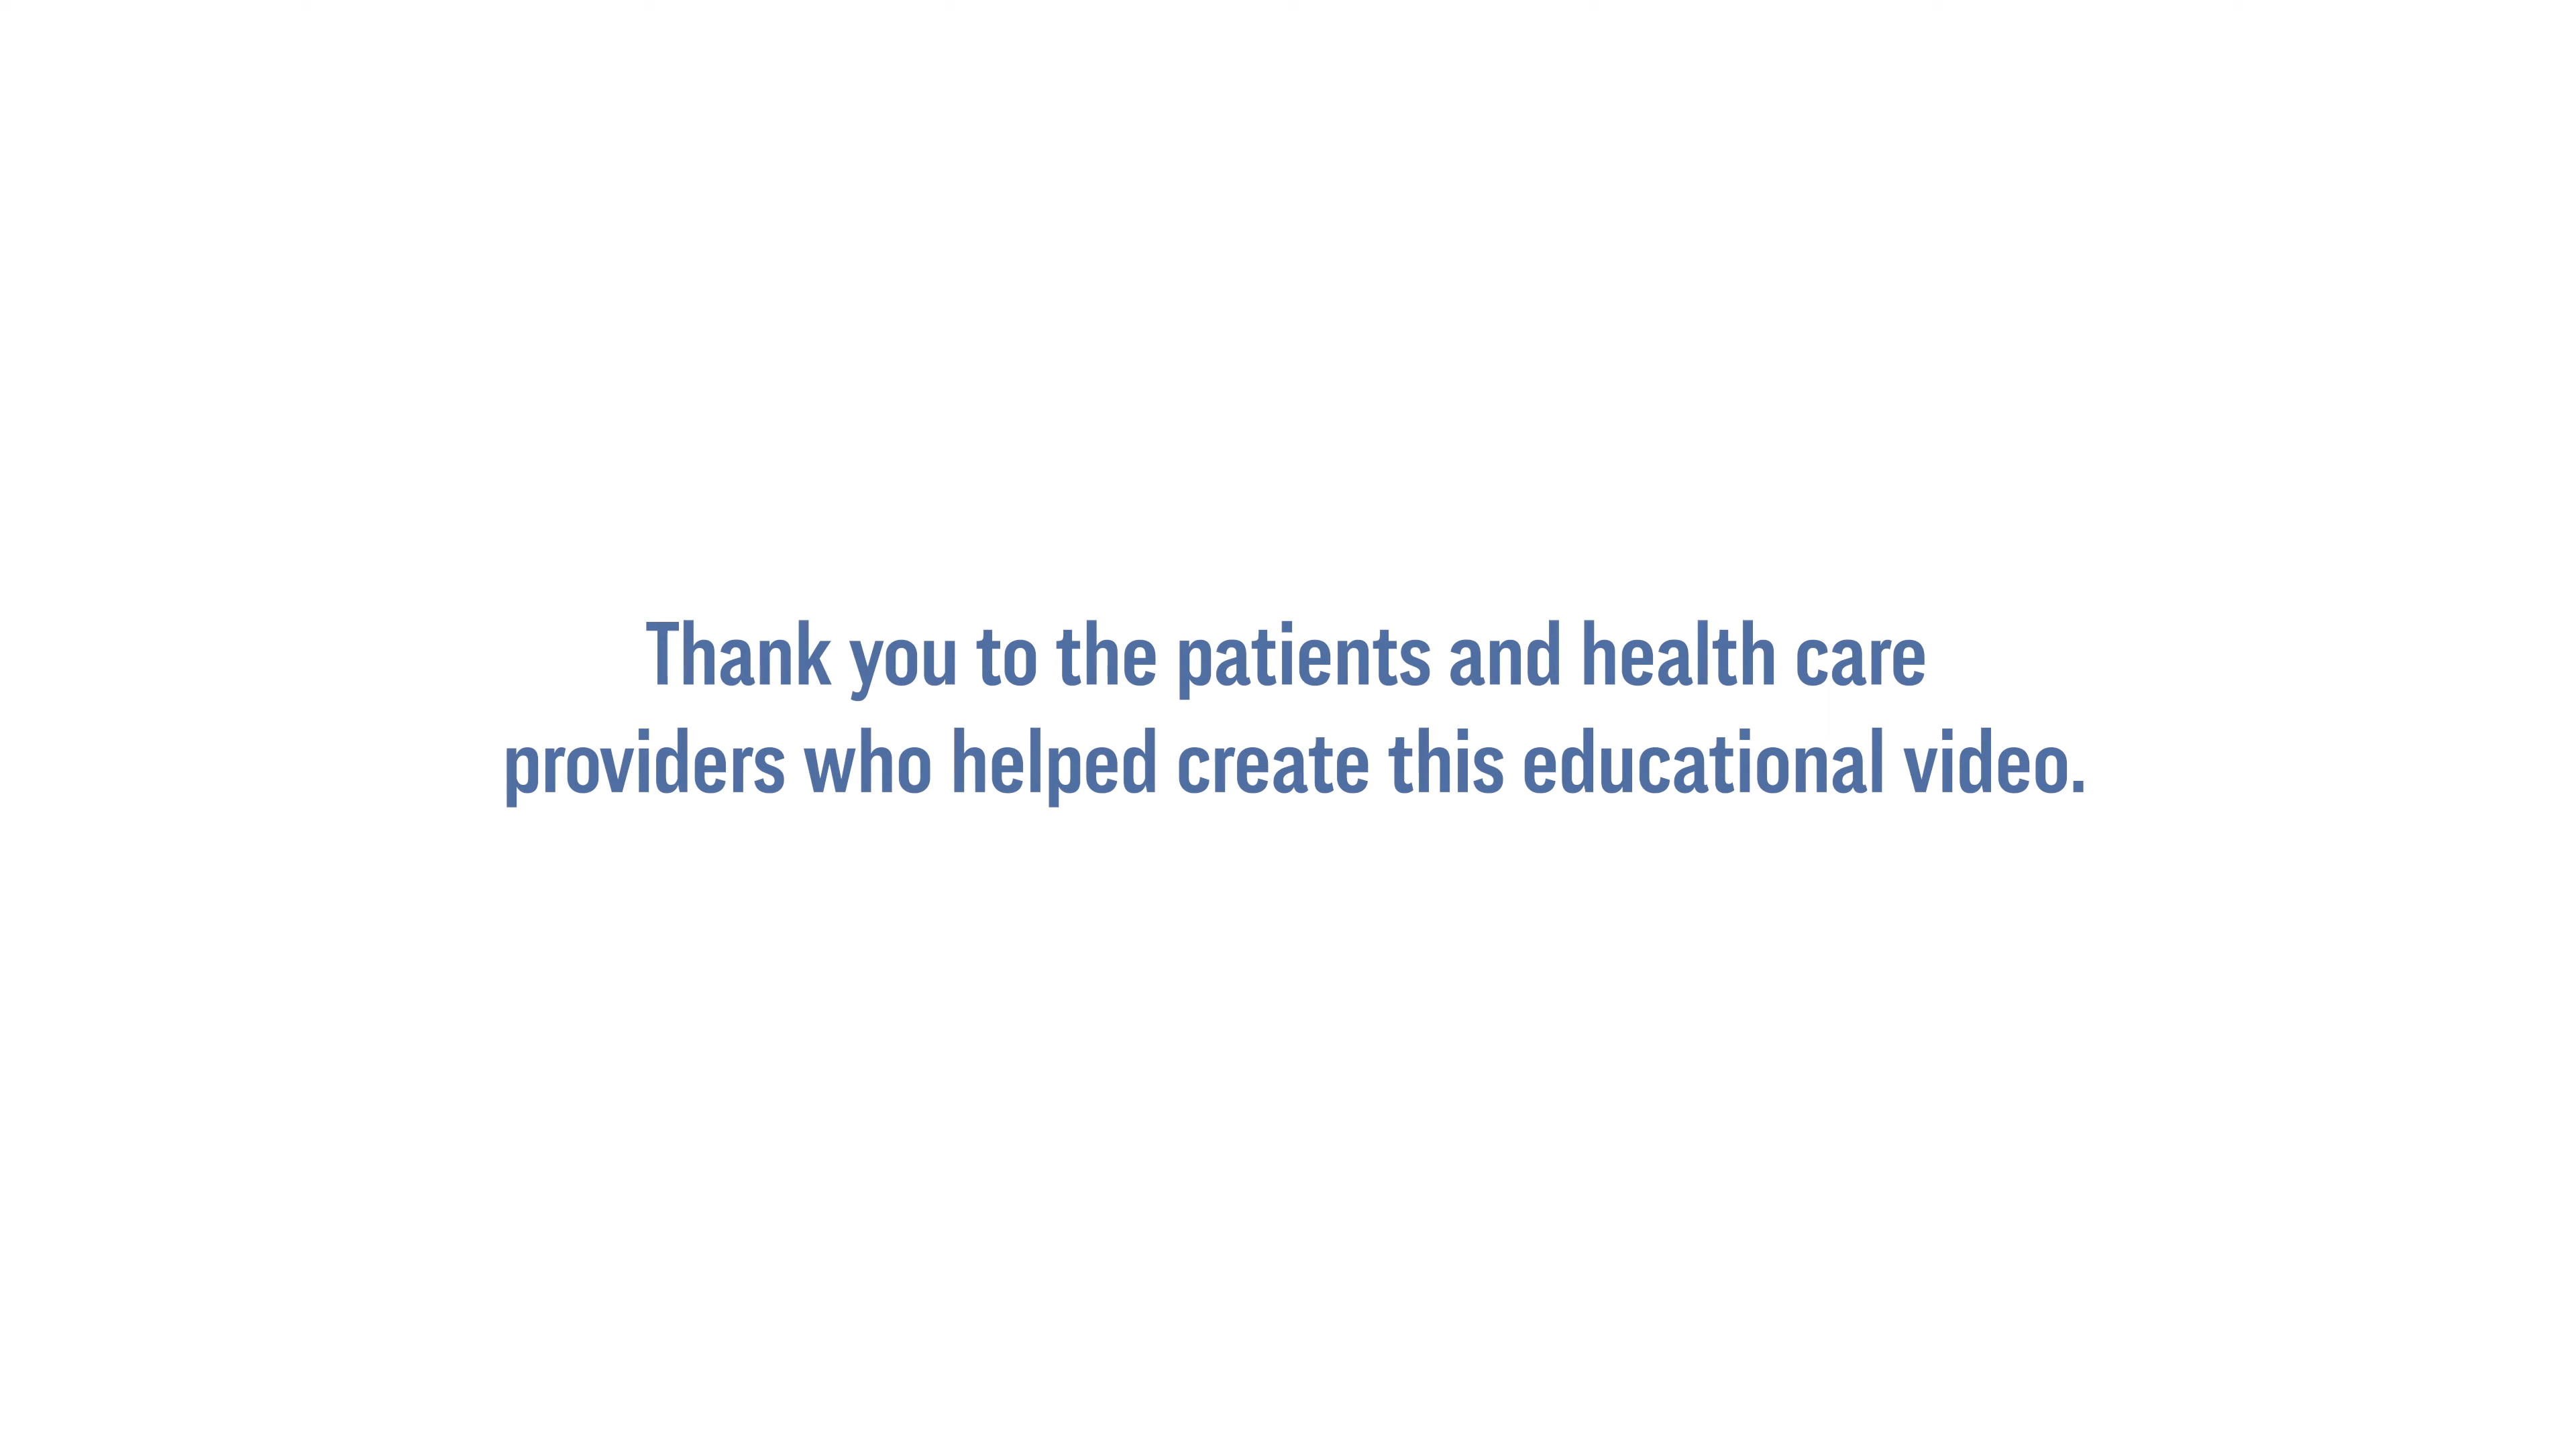 Thank you to the patients and health care
providers who helped create this educational video.